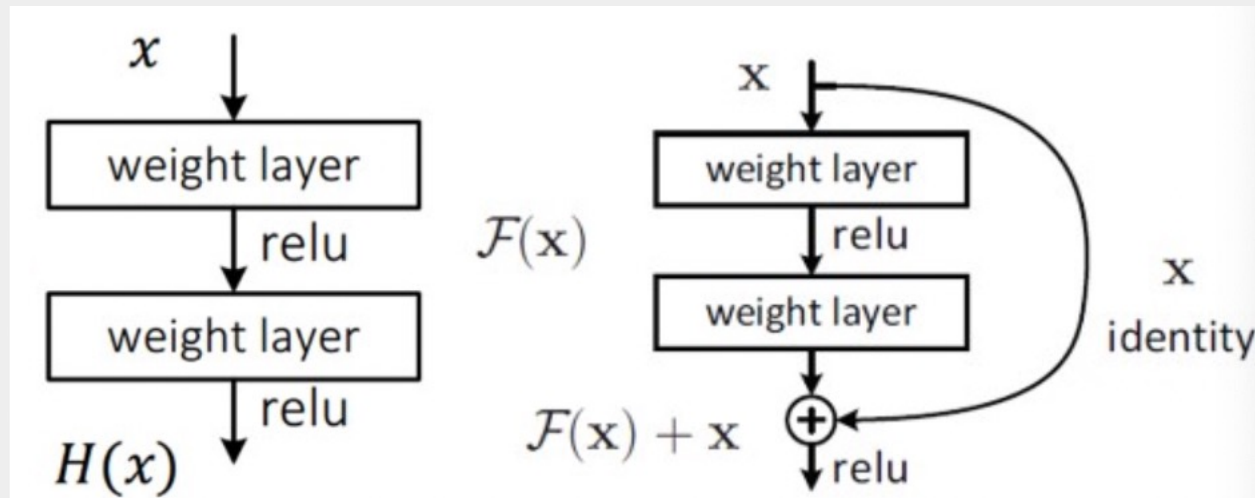 x
weight layer
relu
weight layer
relu
H(x)
x
weight layer
ℱ(x)
relu
weight layer
x
identity
ℱ(x) + x
+
relu